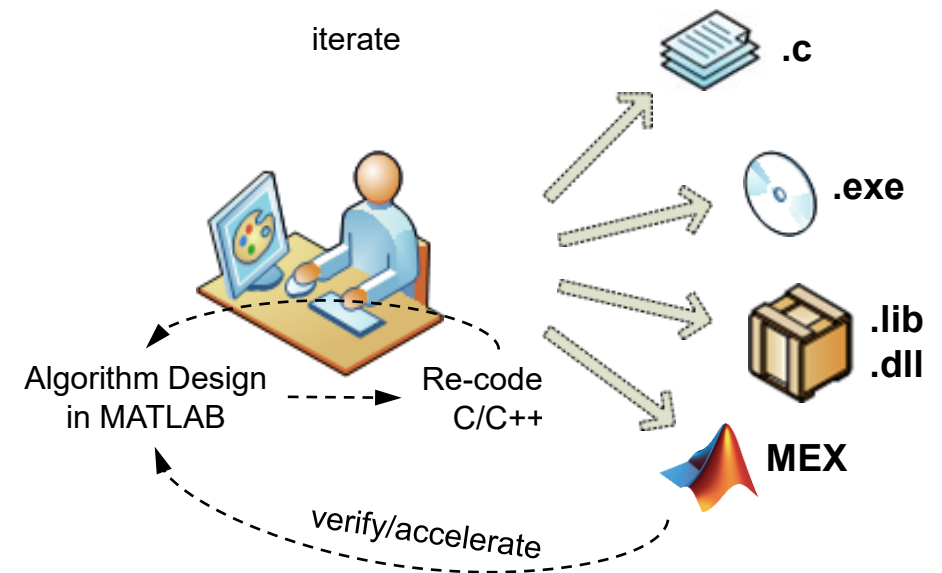 iterate
.c
.exe
.lib
.dll
Algorithm Design
in MATLAB
Re-code
C/C++
MEX
verify/accelerate